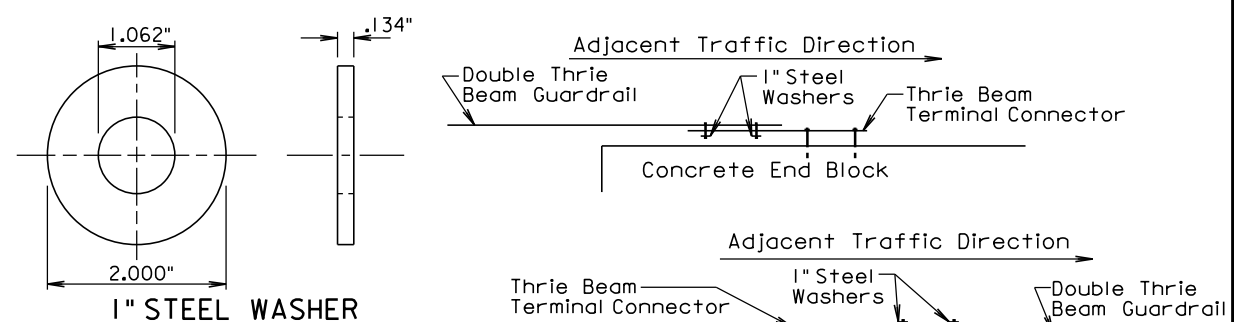 1.062"
.134"
2.000"
1" STEEL WASHER
Adjacent Traffic Direction
Double Thrie
Beam Guardrail
1" Steel
Washers
Thrie Beam
Terminal Connector
Concrete End Block
Adjacent Traffic Direction
Thrie Beam
Terminal Connector
1" Steel
Washers
Double Thrie
Beam Guardrail